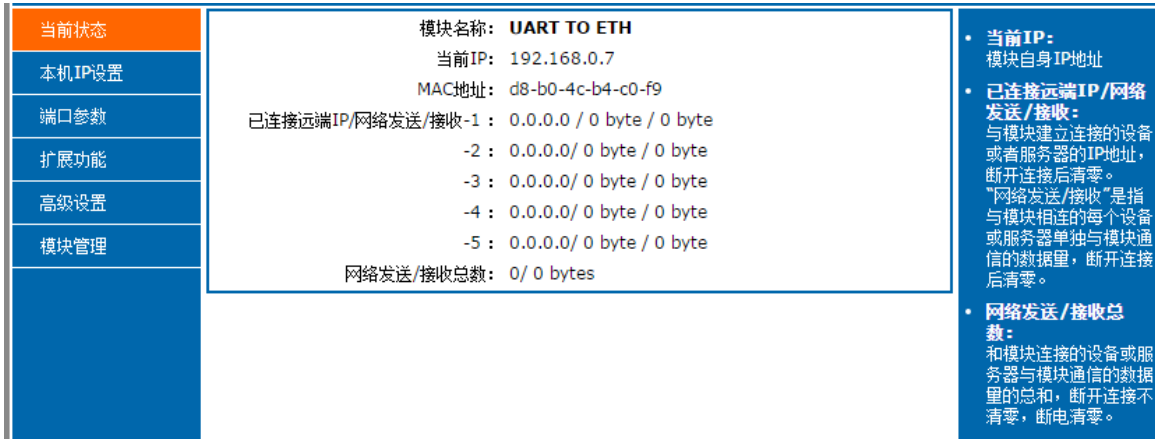 当前状态
本机IP设置
端口参数
扩展功能
高级设置
模块管理
模块名称: UART TO ETH
当前IP: 192.168.0.7
MAC地址: d8-b0-4c-b4-c0-f9
已连接远端IP/网络发送/接收-1 : 0.0.0.0 / 0 byte / 0 byte
-2 : 0.0.0.0/ 0 byte / 0 byte
-3 : 0.0.0.0/ 0 byte / 0 byte
-4 : 0.0.0.0/ 0 byte / 0 byte
-5 : 0.0.0.0/ 0 byte / 0 byte
网络发送/接收总数: 0/ 0 bytes
• 当前IP:
模块自身IP地址
• 已连接远端IP/网络
发送/接收:
与模块建立连接的设备
或者服务器的IP地址，
断开连接后清零。
“网络发送/接收”是指
与模块相连的每个设备
或服务器单独与模块通
信的数据量，断开连接
后清零。
• 网络发送/接收总
数:
和模块连接的设备或服
务器与模块通信的数据
量的总和，断开连接不
清零，断电清零。